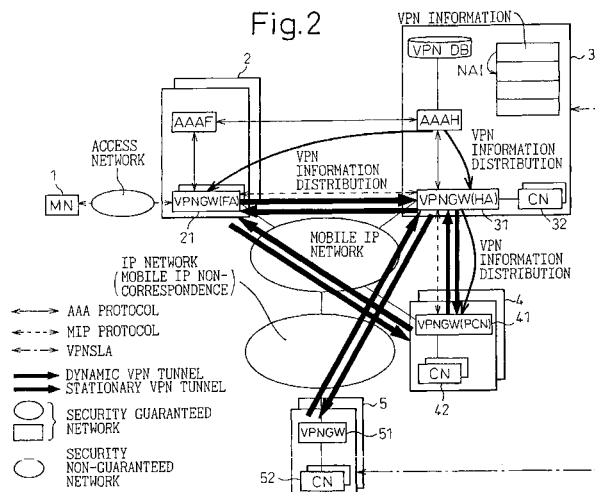 Fig.2
VPN INFORMATION
2
VPN DB
NAI
3
AAAF
AAAH
ACCESS
NETWORK
VPN
INFORMATION
DISTRIBUTION
VPN
INFORMATION
DISTRIBUTION
1
MN
VPNGW(FA)
21
VPNGW(HA)
31
CN
32
MOBILE IP
NETWORK
VPN
INFORMATION
DISTRIBUTION
IP NETWORK
(MOBILE IP NON-
CORRESPONDENCE)
4
VPNGW(PCN)
41
CN
42
AAA PROTOCOL
MIP PROTOCOL
VPNSLA
DYNAMIC VPN TUNNEL
STATIONARY VPN TUNNEL
SECURITY GUARANTEED
NETWORK
SECURITY
NON-GUARANTEED
NETWORK
5
VPNGW
51
52
CN